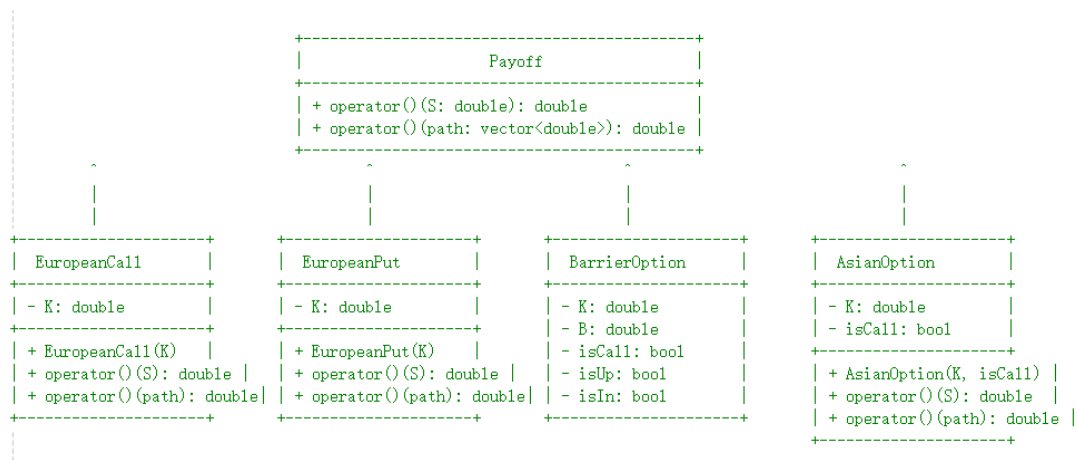 +--------------------------------------------+
|                     Payoff                 |
+--------------------------------------------+
| + operator()(S: double): double            |
| + operator()(path: vector<double>): double |
+--------------------------------------------+
^ ^ ^ ^
| | | |
| | | |
+---------------------+ +---------------------+ +---------------------+ +---------------------+
| EuropeanCall | | EuropeanPut | | BarrierOption | | AsianOption |
+---------------------+ +---------------------+ +---------------------+ +---------------------+
| - K: double | | - K: double | | - K: double | | - K: double |
+---------------------+ +---------------------+ | - B: double | | - isCall: bool |
| + EuropeanCall(K) | | + EuropeanPut(K) | | - isCall: bool | +---------------------+
| + operator()(S): double | | + operator()(S): double | | - isUp: bool | | + AsianOption(K, isCall) |
| + operator()(path): double| | + operator()(path): double| | - isIn: bool | | + operator()(S): double |
+---------------------+ +---------------------+ +---------------------+ | + operator()(path): double |
+---------------------+